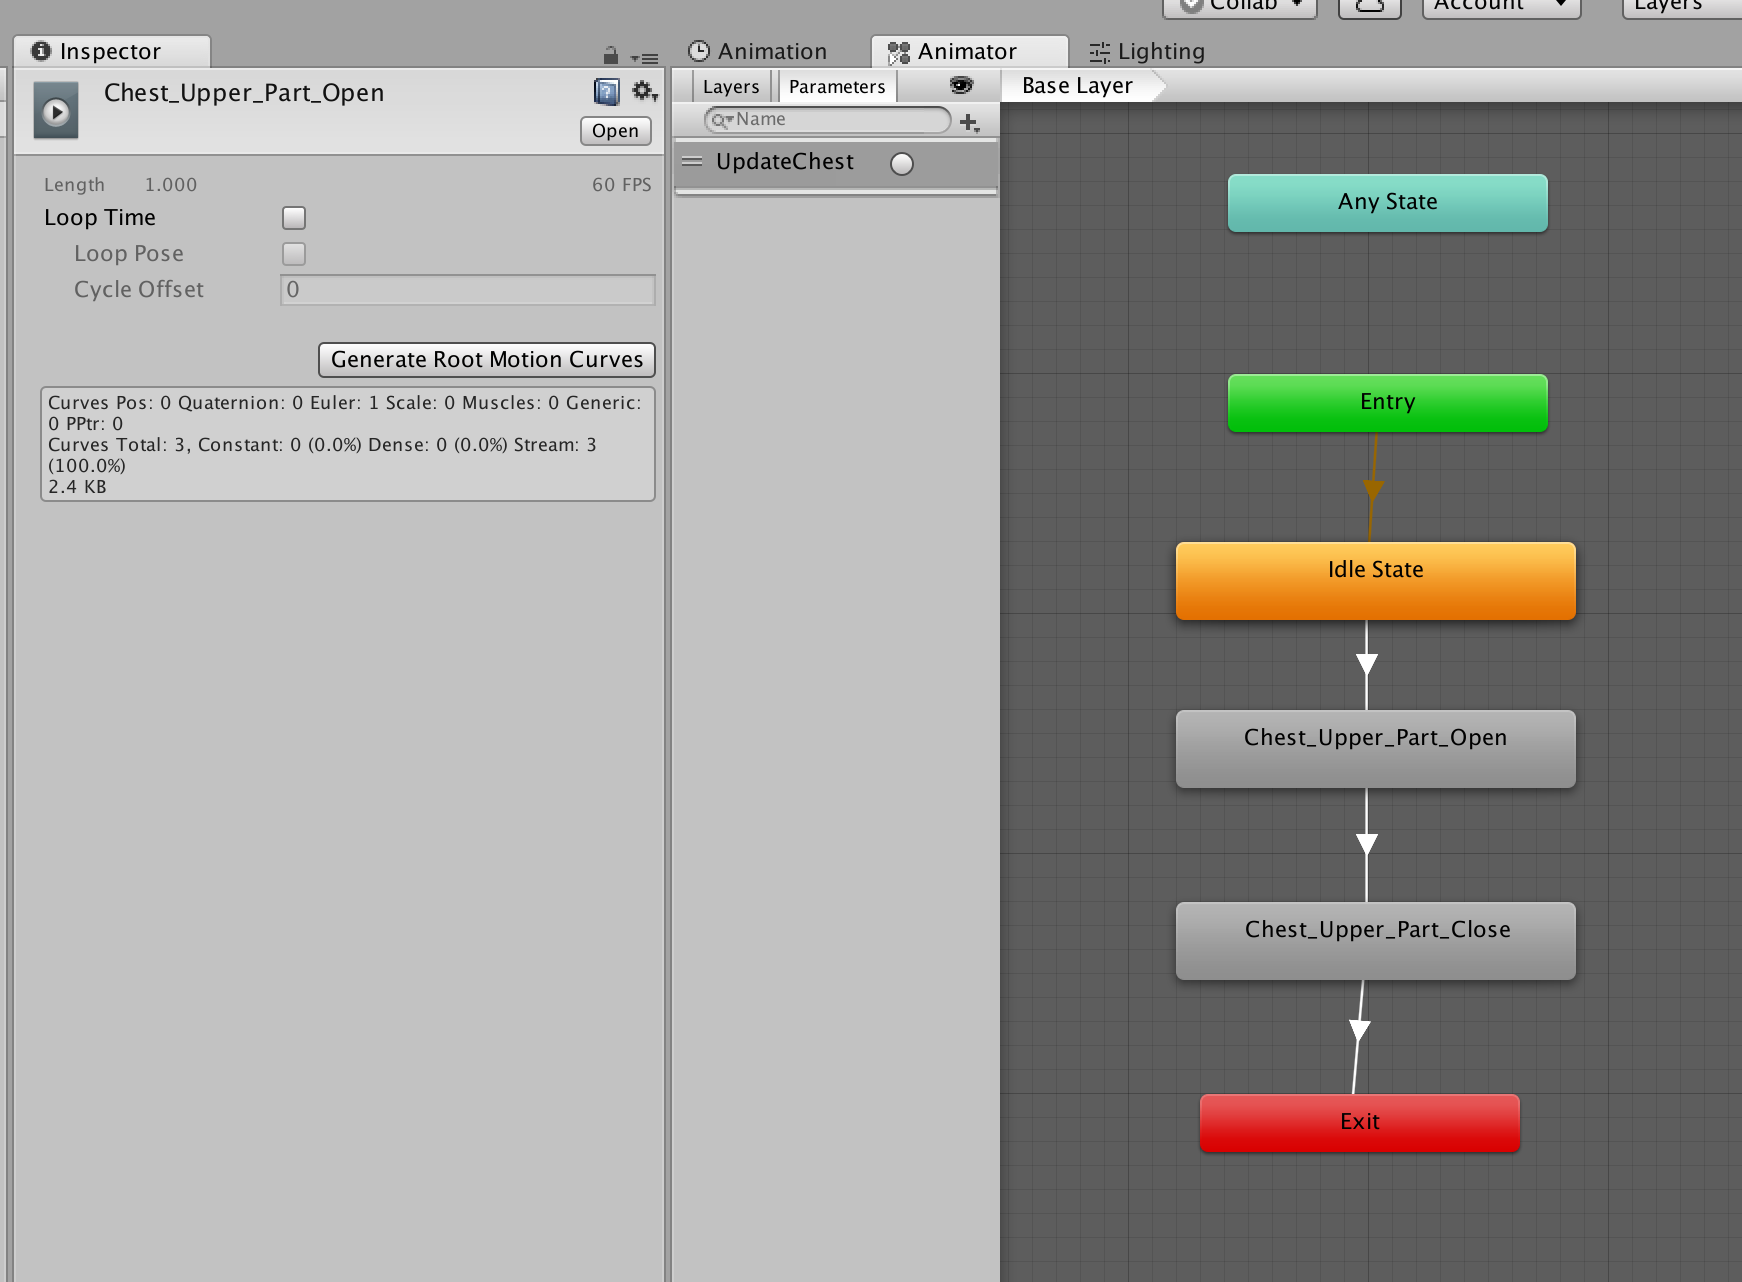 Collab
Account
Layers
Inspector
Animation
Animator
Lighting
Chest_Upper_Part_Open
Open
Layers
Parameters
Base Layer
Name
UpdateChest
Length 1.000 60 FPS
Loop Time
Loop Pose
Cycle Offset 0
Generate Root Motion Curves
Curves Pos: 0 Quaternion: 0 Euler: 1 Scale: 0 Muscles: 0 Generic:
0 PPtr: 0
Curves Total: 3, Constant: 0 (0.0%) Dense: 0 (0.0%) Stream: 3
(100.0%)
2.4 KB
Any State
Entry
Idle State
Chest_Upper_Part_Open
Chest_Upper_Part_Close
Exit